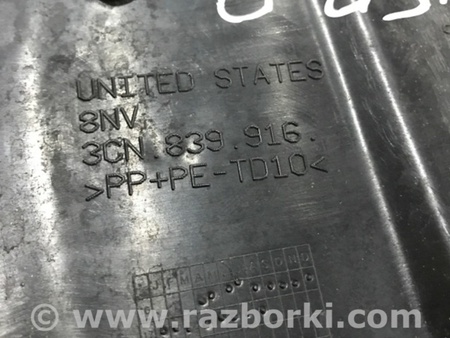 UNITED STATES
8NV
3CN.839.916.
>PP+PE-TD10<
www.razborki.com